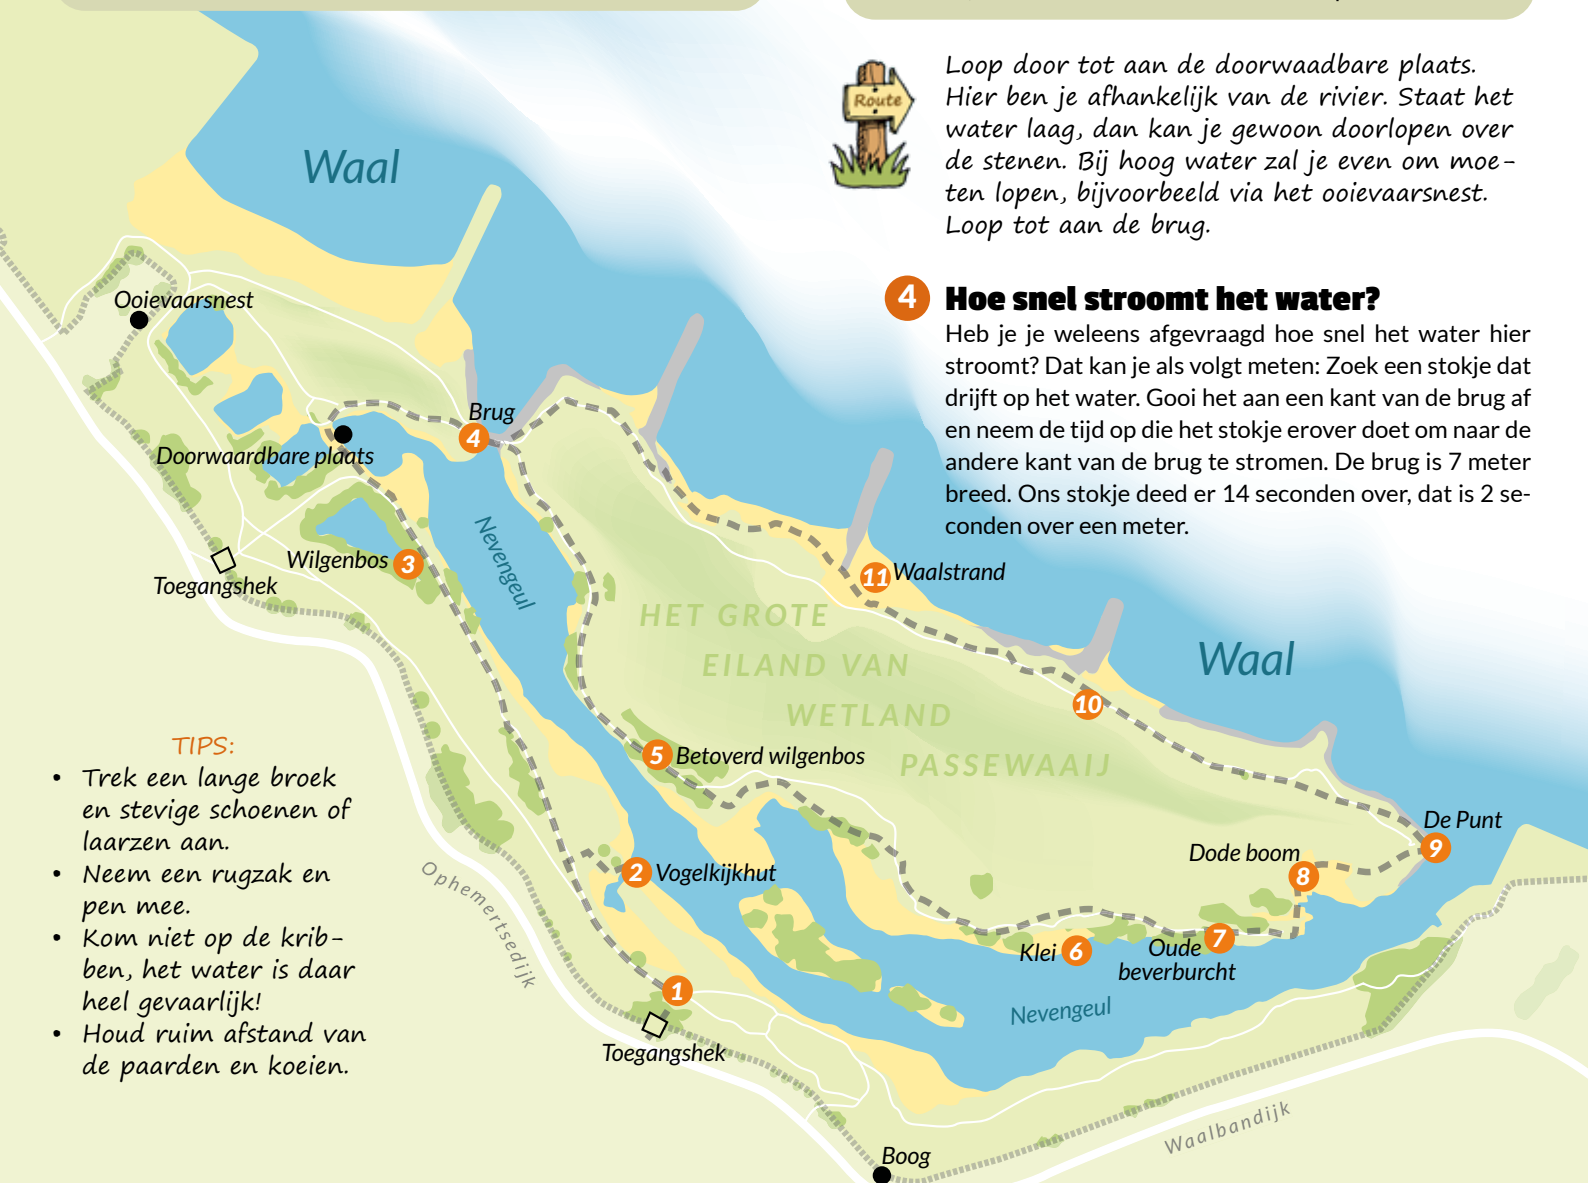 Route
Loop door tot aan de doorwaadbare plaats.
Hier ben je afhankelijk van de rivier. Staat het
water laag, dan kan je gewoon doorlopen over
de stenen. Bij hoog water zal je even om moe-
ten lopen, bijvoorbeeld via het ooievaarsnest.
Loop tot aan de brug.
4 Hoe snel stroomt het water?
Heb je je weleens afgevraagd hoe snel het water hier
stroomt? Dat kan je als volgt meten: Zoek een stokje dat
drijft op het water. Gooi het aan een kant van de brug af
en neem de tijd op die het stokje erover doet om naar de
andere kant van de brug te stromen. De brug is 7 meter
breed. Ons stokje deed er 14 seconden over, dat is 2 se-
conden over een meter.
Waal
Ooievaarsnest
Brug
4
Doorwaardbare plaats
Nevengeul
Wilgenbos 3
Toegangshek
11 Waalstrand
HET GROTE
EILAND VAN
WETLAND
PASSEWAAIJ
Waal
10
5 Betoverd wilgenbos
De Punt
9
Dode boom
8
2 Vogelkijkhut
Ophemertsedijk
Klei 6
Oude 7
beverburcht
Nevengeul
1
Toegangshek
Waalbandijk
Boog
TIPS:
• Trek een lange broek
en stevige schoenen of
laarzen aan.
• Neem een rugzak en
pen mee.
• Kom niet op de krib-
ben, het water is daar
heel gevaarlijk!
• Houd ruim afstand van
de paarden en koeien.